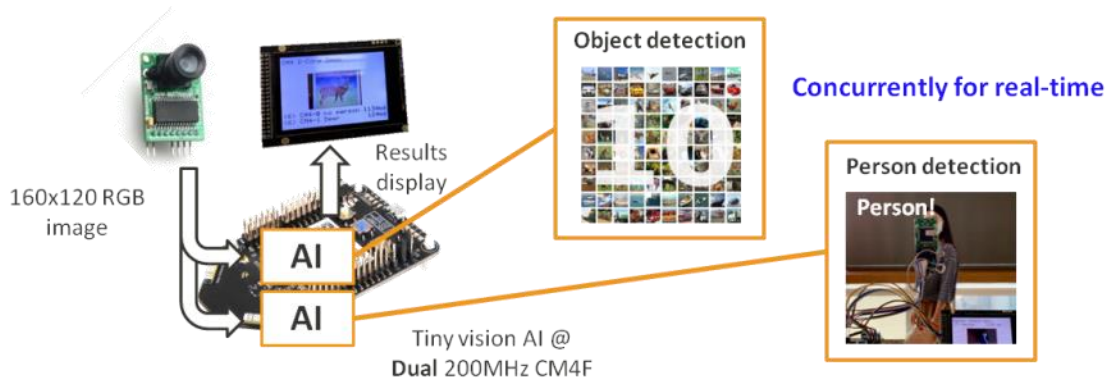 Object detection
10
Concurrently for real-time
Person detection
Person!
Results
display
160x120 RGB
image
AI
AI
Tiny vision AI @
Dual 200MHz CM4F